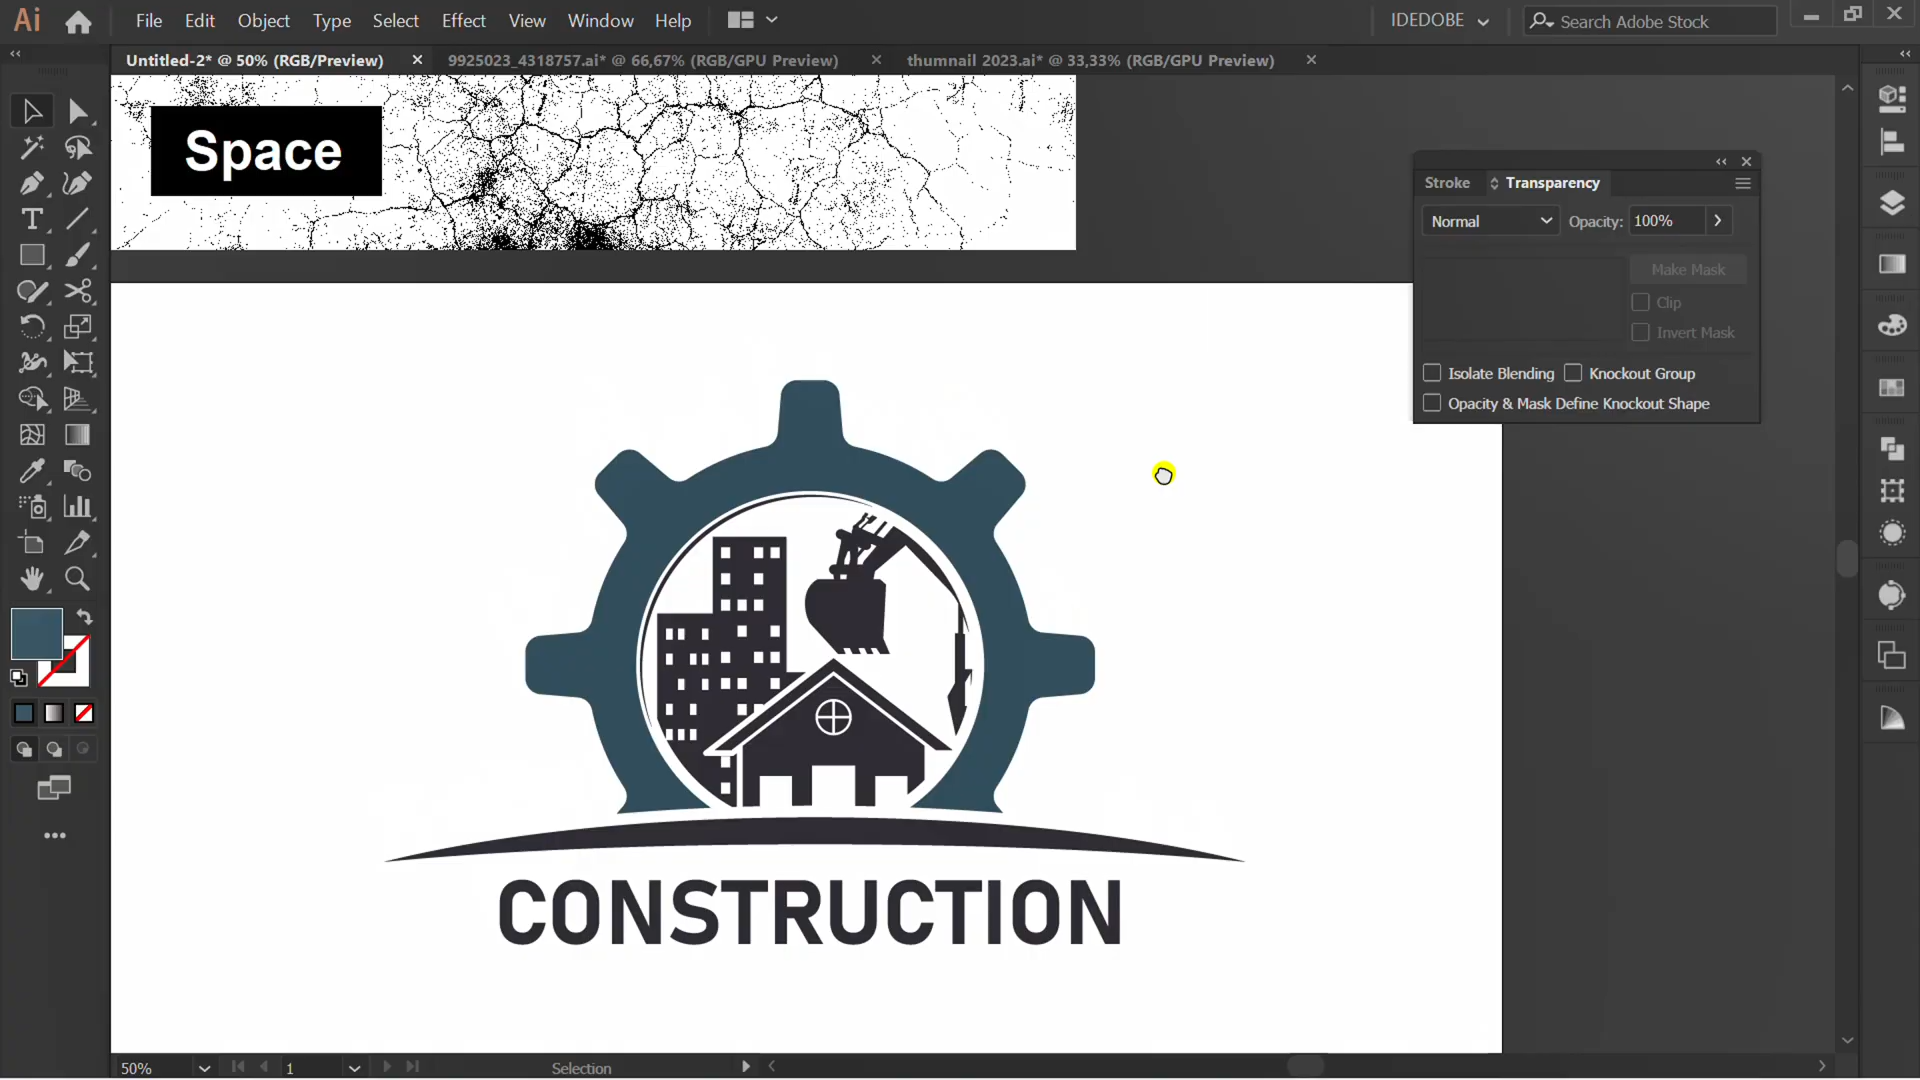 Ai File Edit Object Type Select Effect View Window Help IDEDOBE Search Adobe Stock
Untitled-2* @ 50% (RGB/Preview) 9925023_4318757.ai* @ 66,67% (RGB/GPU Preview) thumnail 2023.ai* @ 33,33% (RGB/GPU Preview)
Space
Stroke Transparency
Normal Opacity: 100%
Make Mask
Clip
Invert Mask
Isolate Blending Knockout Group
Opacity & Mask Define Knockout Shape
CONSTRUCTION
50% 1 Selection